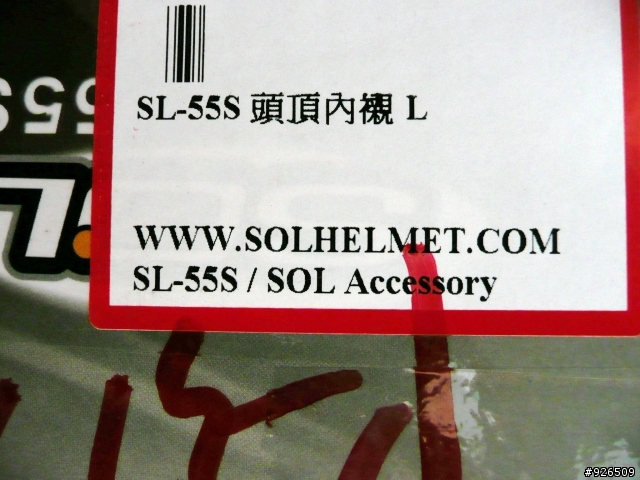 SL-55S 頭頂內襯 L
WWW.SOLHELMET.COM
SL-55S / SOL Accessory
#926509